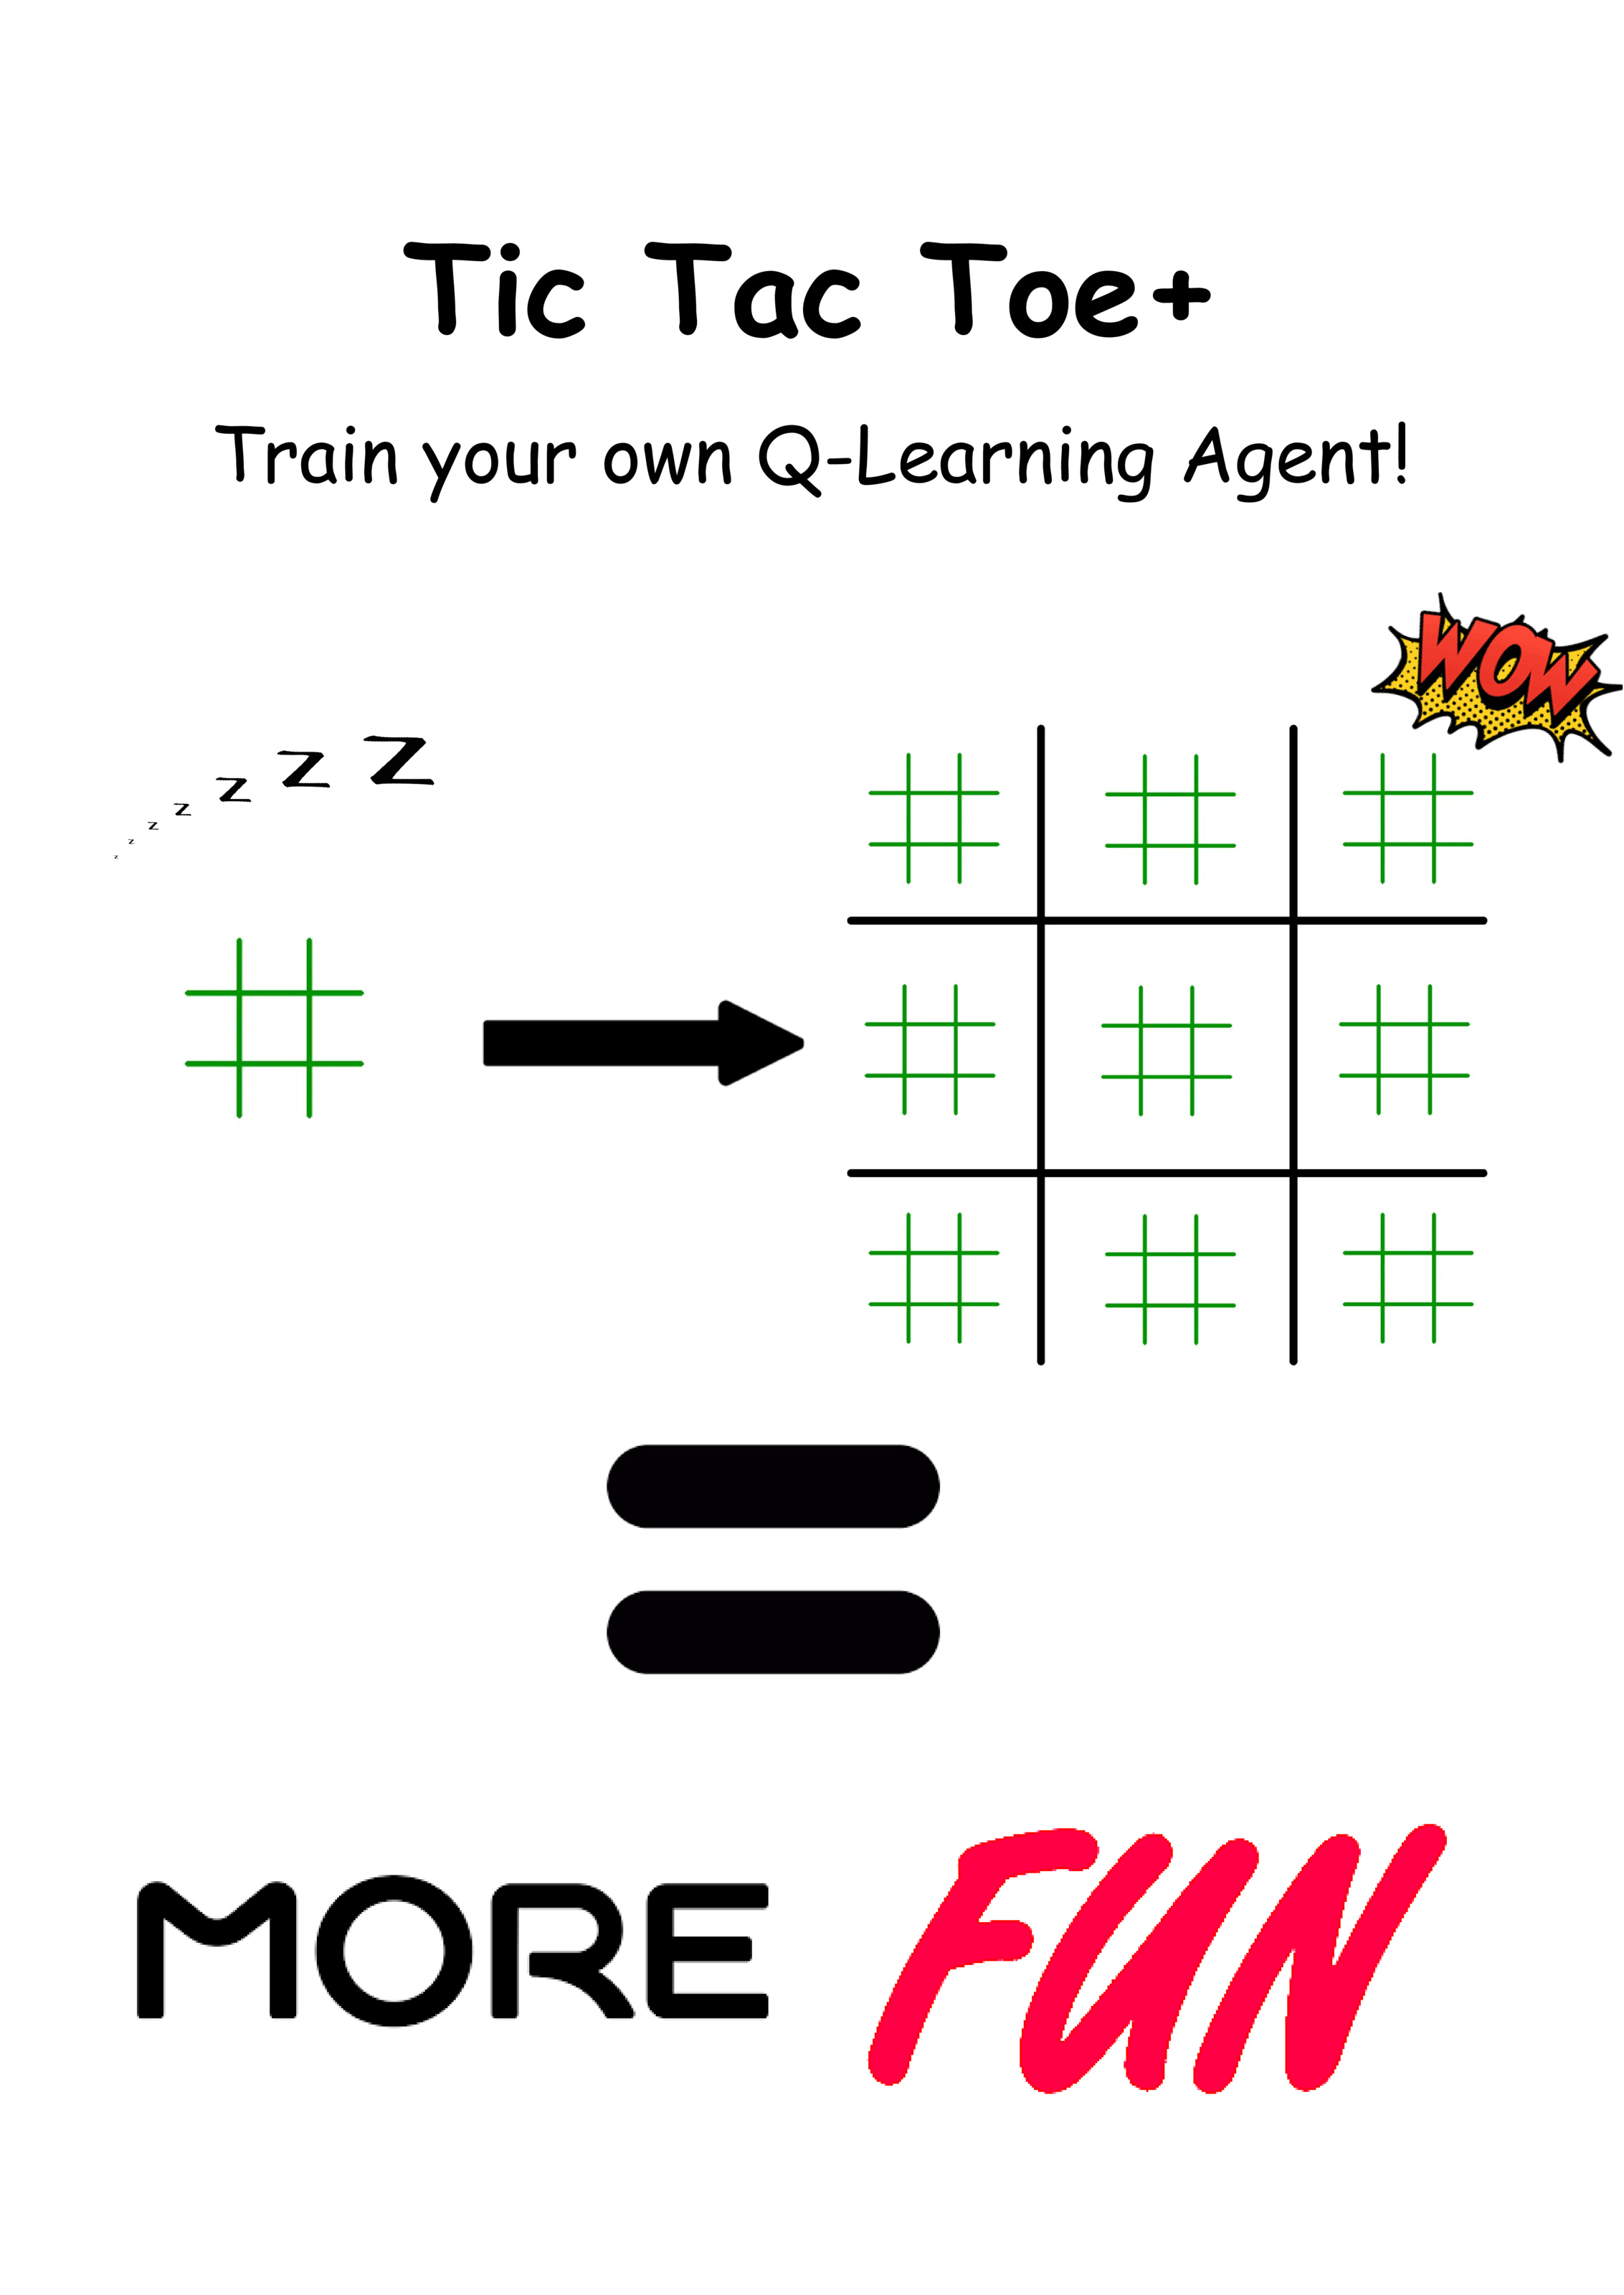 Tic Tac Toe+
Train your own Q-Learning Agent!
WOW
z z z z z z z
MORE FUN